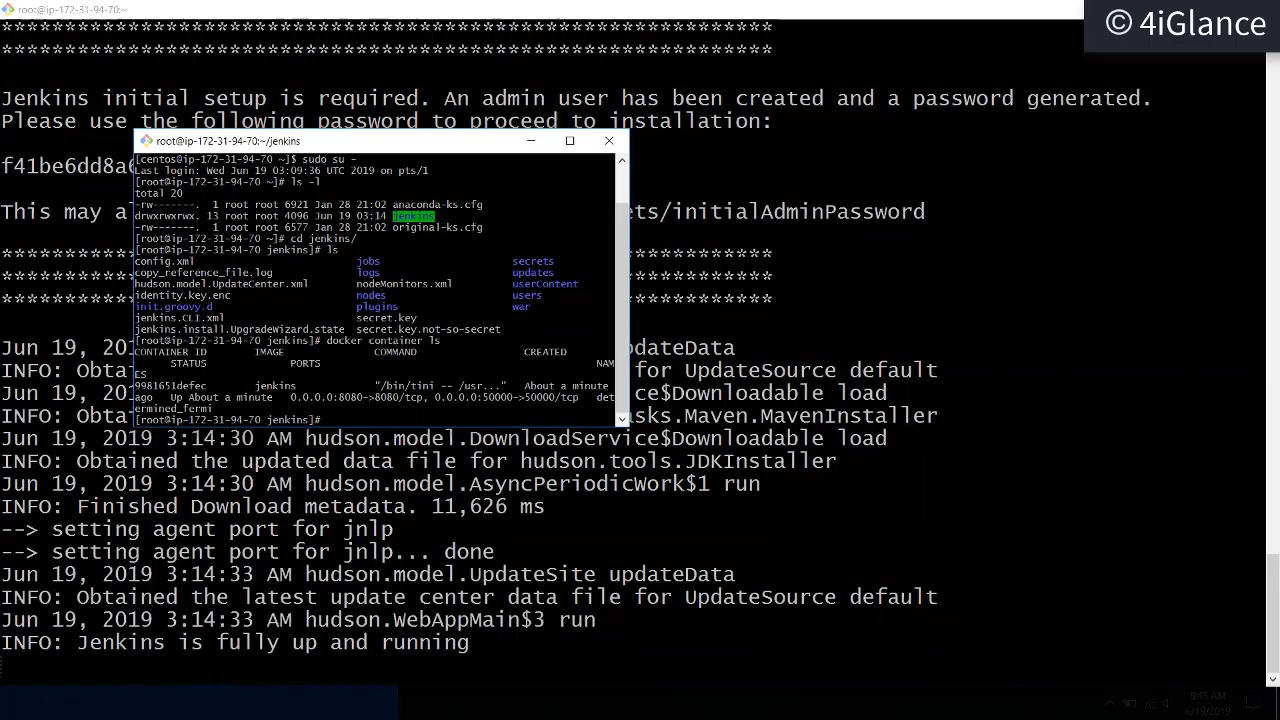 root@ip-172-31-94-70:~
© 4iGlance
*************************************************************
*************************************************************
Jenkins initial setup is required. An admin user has been created and a password generated.
Please use the following password to proceed to installation:
f41be6dd8a6
This may a
ts/initialAdminPassword
*************************************************************
*************************************************************
*************************************************************
root@ip-172-31-94-70:~/jenkins
[centos@ip-172-31-94-70 ~]$ sudo su -
Last login: Wed Jun 19 03:09:36 UTC 2019 on pts/1
[root@ip-172-31-94-70 ~]# ls -l
total 20
-rw-------. 1 root root 6921 Jan 28 21:02 anaconda-ks.cfg
drwxrwxrwx. 13 root root 4096 Jun 19 03:14 jenkins
-rw-------. 1 root root 6577 Jan 28 21:02 original-ks.cfg
[root@ip-172-31-94-70 ~]# cd jenkins/
[root@ip-172-31-94-70 jenkins]# ls
config.xml jobs secrets
copy_reference_file.log logs updates
hudson.model.UpdateCenter.xml nodeMonitors.xml userContent
identity.key.enc nodes users
init.groovy.d plugins war
jenkins.CLI.xml secret.key
jenkins.install.UpgradeWizard.state secret.key.not-so-secret
[root@ip-172-31-94-70 jenkins]# docker container ls
CONTAINER ID IMAGE COMMAND CREATED
STATUS PORTS NAM
ES
9981651defec jenkins "/bin/tini -- /usr..." About a minute
ago Up About a minute 0.0.0.0:8080->8080/tcp, 0.0.0.0:50000->50000/tcp det
ermined_fermi
[root@ip-172-31-94-70 jenkins]#
Jun 19, 201 pdateData
INFO: Obta for UpdateSource default
Jun 19, 20 ce$Downloadable load
INFO: Obta asks.Maven.MavenInstaller
Jun 19, 2019 3:14:30 AM hudson.model.DownloadService$Downloadable load
INFO: Obtained the updated data file for hudson.tools.JDKInstaller
Jun 19, 2019 3:14:30 AM hudson.model.AsyncPeriodicWork$1 run
INFO: Finished Download metadata. 11,626 ms
--> setting agent port for jnlp
--> setting agent port for jnlp... done
Jun 19, 2019 3:14:33 AM hudson.model.UpdateSite updateData
INFO: Obtained the latest update center data file for UpdateSource default
Jun 19, 2019 3:14:33 AM hudson.WebAppMain$3 run
INFO: Jenkins is fully up and running
8:45 AM
6/19/2019